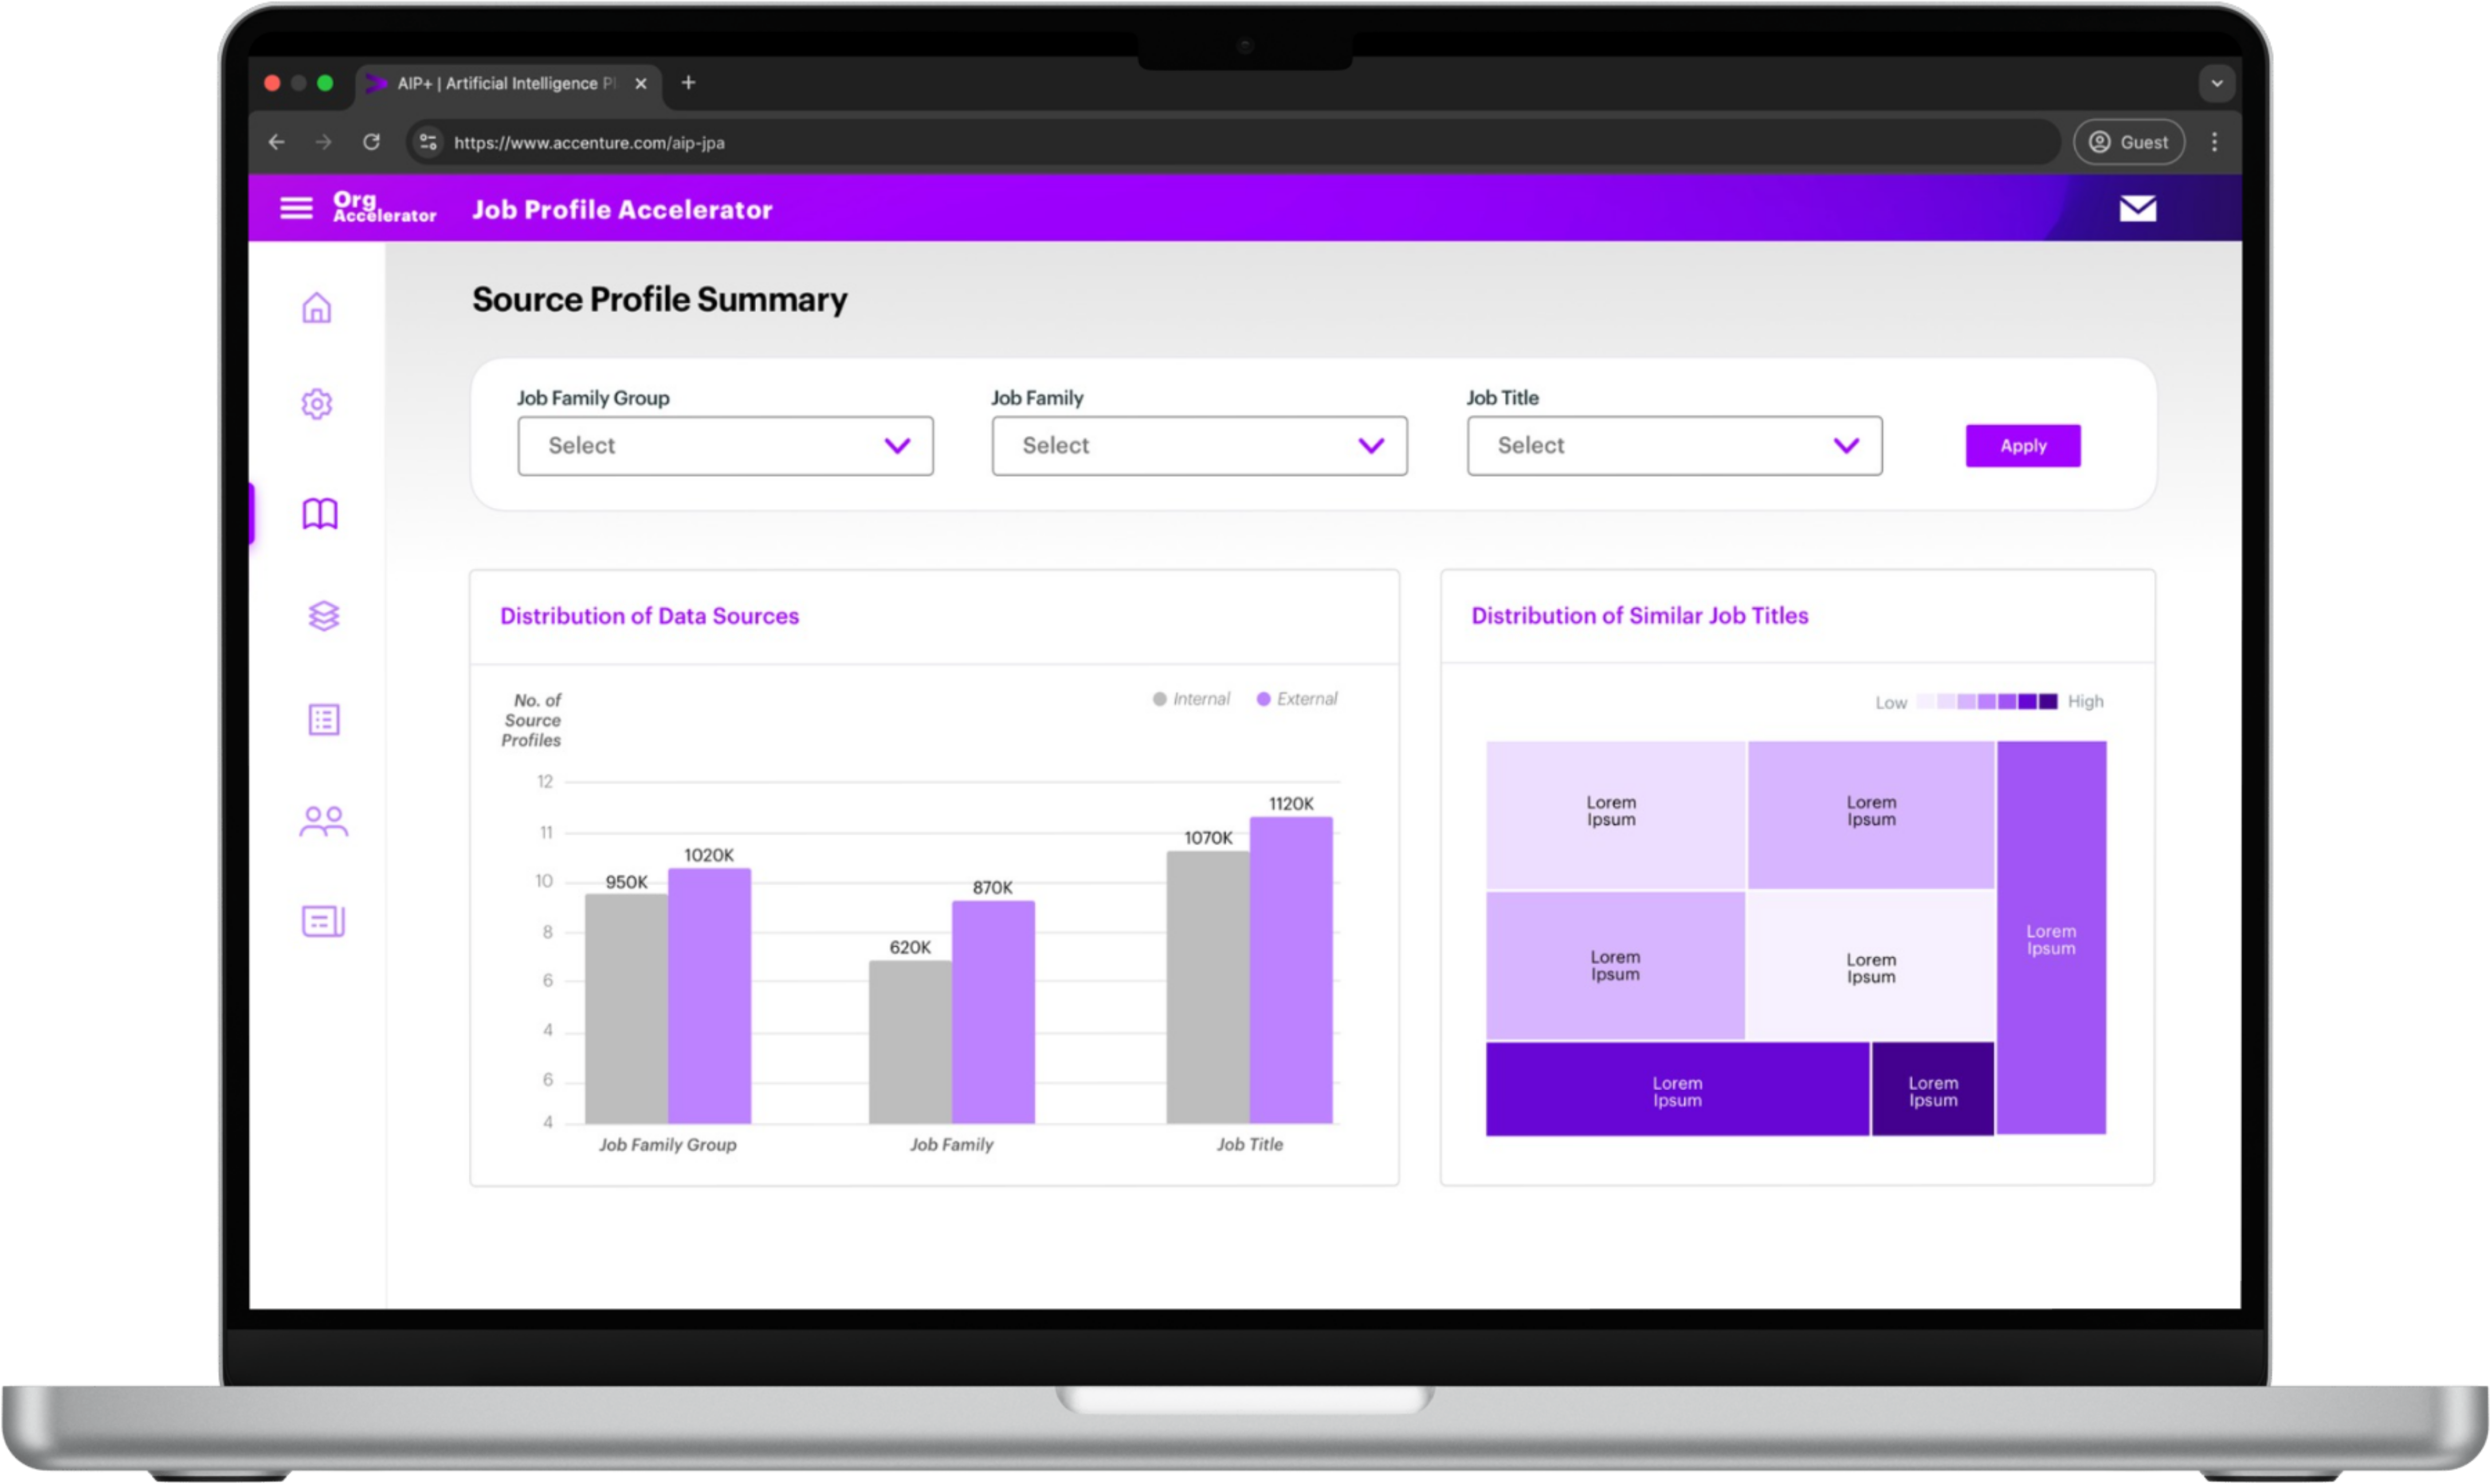 AIP+ | Artificial Intelligence Pl
https://www.accenture.com/aip-jpa
Guest
Org
Accelerator
Job Profile Accelerator
Source Profile Summary
Job Family Group
Job Family
Job Title
Select
Select
Select
Apply
Distribution of Data Sources
No. of
Source
Profiles
Internal
External
12
11
10
8
6
4
6
4
950K
1020K
620K
870K
1070K
1120K
Job Family Group
Job Family
Job Title
Distribution of Similar Job Titles
Low
High
Lorem
Ipsum
Lorem
Ipsum
Lorem
Ipsum
Lorem
Ipsum
Lorem
Ipsum
Lorem
Ipsum
Lorem
Ipsum